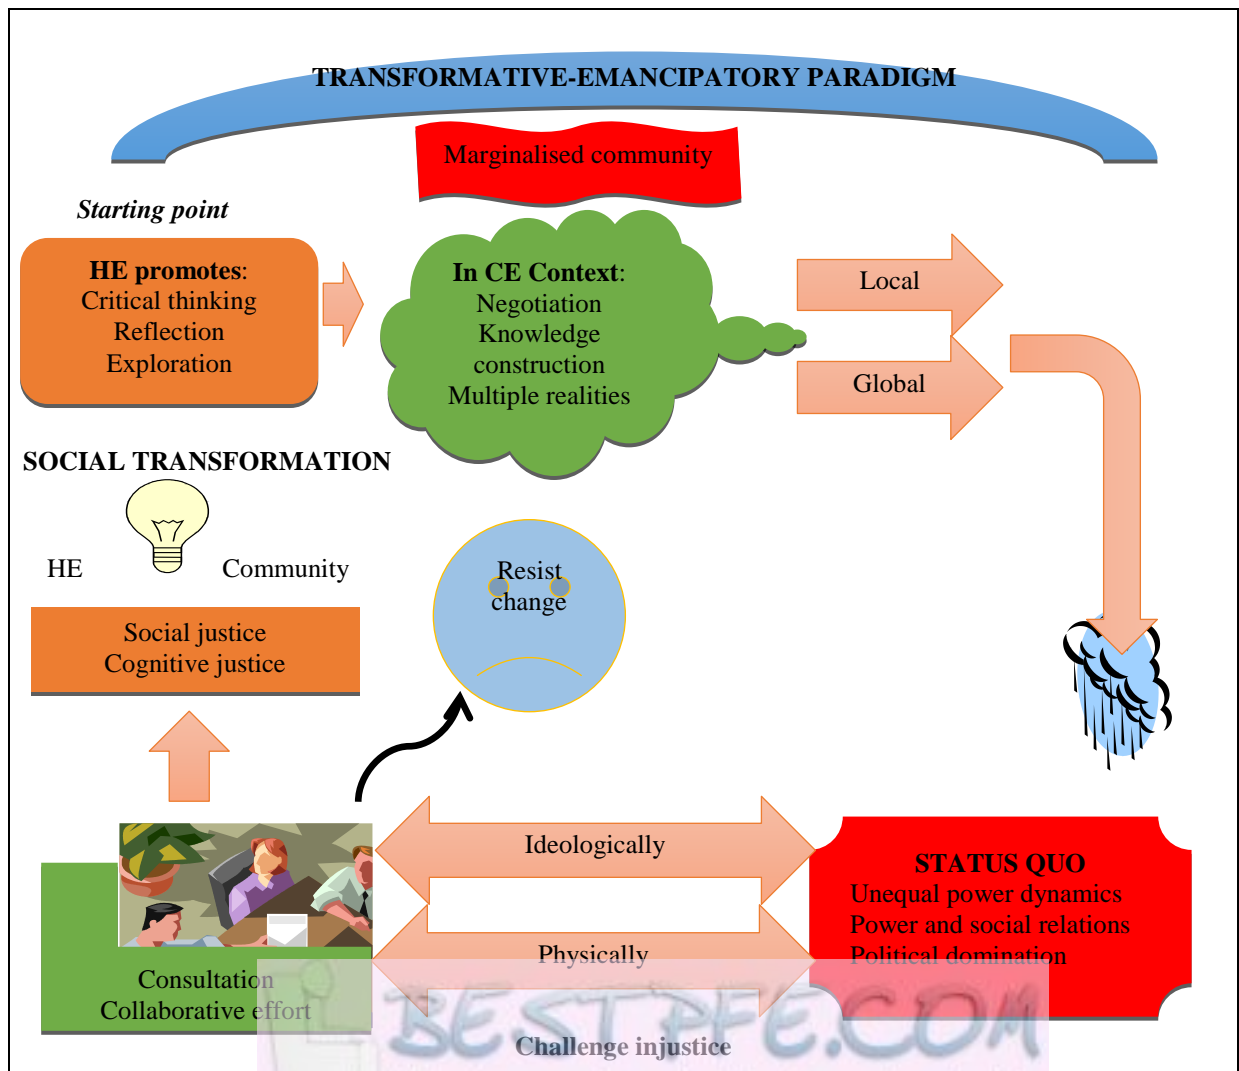 TRANSFORMATIVE-EMANCIPATORY PARADIGM
Marginalised community
Starting point
HE promotes:
Critical thinking
Reflection
Exploration
In CE Context:
Negotiation
Knowledge
construction
Multiple realities
Local
Global
SOCIAL TRANSFORMATION
HE
Community
Social justice
Cognitive justice
Resist
change
Ideologically
Physically
STATUS QUO
Unequal power dynamics
Power and social relations
Political domination
Consultation
Collaborative effort
BESTPFE.COM
Challenge injustice